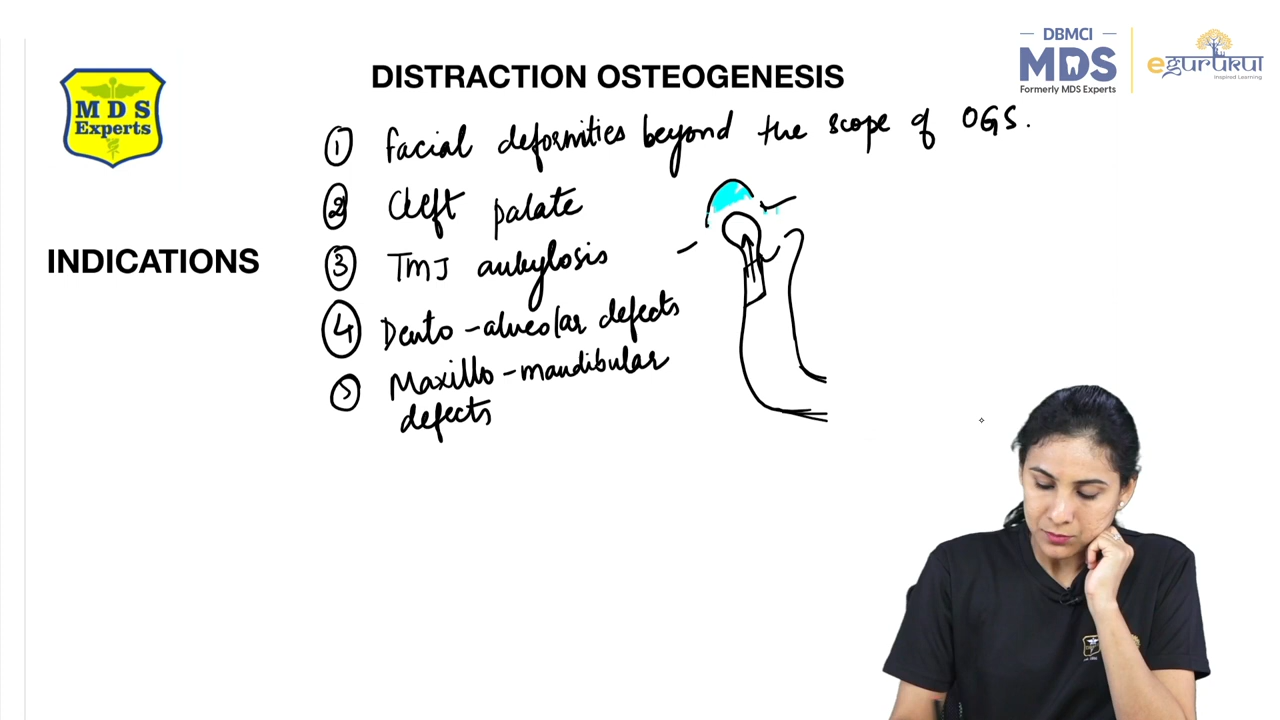 DBMCI
MDS
Formerly MDS Experts
egurukul
Inspired Learning
MDS
Experts
DISTRACTION OSTEOGENESIS
INDICATIONS
① facial deformities beyond the scope of OGS.
② Cleft palate
③ TMJ ankylosis
④ Dento-alveolar defects
⑤ Maxillo-mandibular
defects